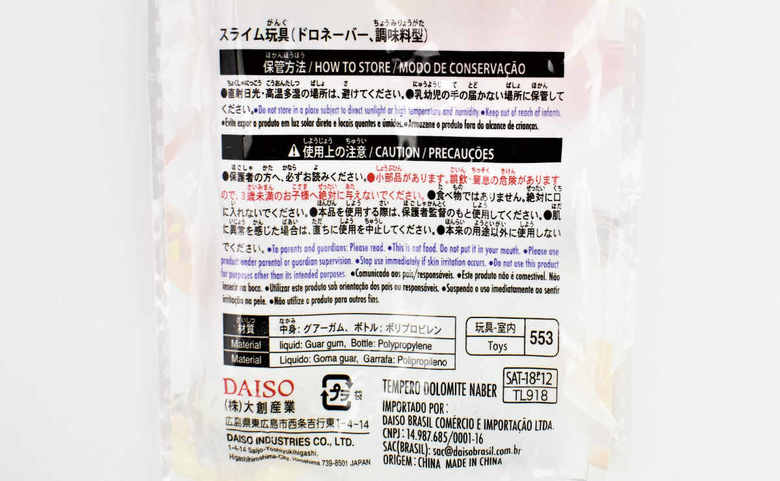 スライム玩具(ドロネーバー、調味料型)
保管方法 / HOW TO STORE / MODO DE CONSERVAÇÃO
●直射日光・高温多湿の場所は、避けてください。●乳幼児の手の届かない場所に保管して
ください。●Do not store in a place subject to direct sunlight or high temperature and humidity ●Keep out of reach of infants.
●Evite expor o produto em luz solar direta e locais quentes e úmidos. ●Armazene o produto fora do alcance de crianças.
⚠使用上の注意 / CAUTION / PRECAUÇÕES
●保護者の方へ、必ずお読みください。●小部品があります。誤飲・窒息の危険があります
ので、3歳未満のお子様へ絶対に与えないでください。●食べ物ではありません。絶対に口
に入れないでください。●本品を使用する際は、保護者監督のもと使用してください。●肌
に異常を感じた場合は、直ちに使用を中止してください。●本来の用途以外に使用しない
でください。●To parents and guardians: Please read. ●This is not food. Do not put it in your mouth. ●Please use
product under parental or guardian supervision. ●Stop use immediately if skin irritation occurs. ●Do not use this product
for purposes other than its intended purposes. ●Comunicado aos pais/responsáveis. ●Este produto não é comestível. Não
inserir na boca. ●Utilizar este produto sob orientação dos pais ou responsáveis. ●Suspenda o uso imediatamente ao sentir
irritação na pele. ●Não utilize o produto para outros fins.
材質 中身:グアーガム、ボトル:ポリプロピレン
Material liquid: Guar gum, Bottle: Polypropylene
Material Líquido: Goma guar, Garrafa: Polipropileno
玩具・室内 553
Toys
DAISO
(株)大創産業
プラ 袋
広島県東広島市西条吉行東1-4-14
DAISO INDUSTRIES CO., LTD.
1-4-14 Saijo-Yoshiyukihigashi,
Higashihiroshima-City, Hiroshima 739-8501 JAPAN
TEMPERO DOLOMITE NABER
SAT-18ア12
TL918
IMPORTADO POR:
DAISO BRASIL COMÉRCIO E IMPORTAÇÃO LTDA.
CNPJ : 14.987.685/0001-16
SAC(BRASIL): sac@daisobrasil.com.br
ORIGEM : CHINA MADE IN CHINA